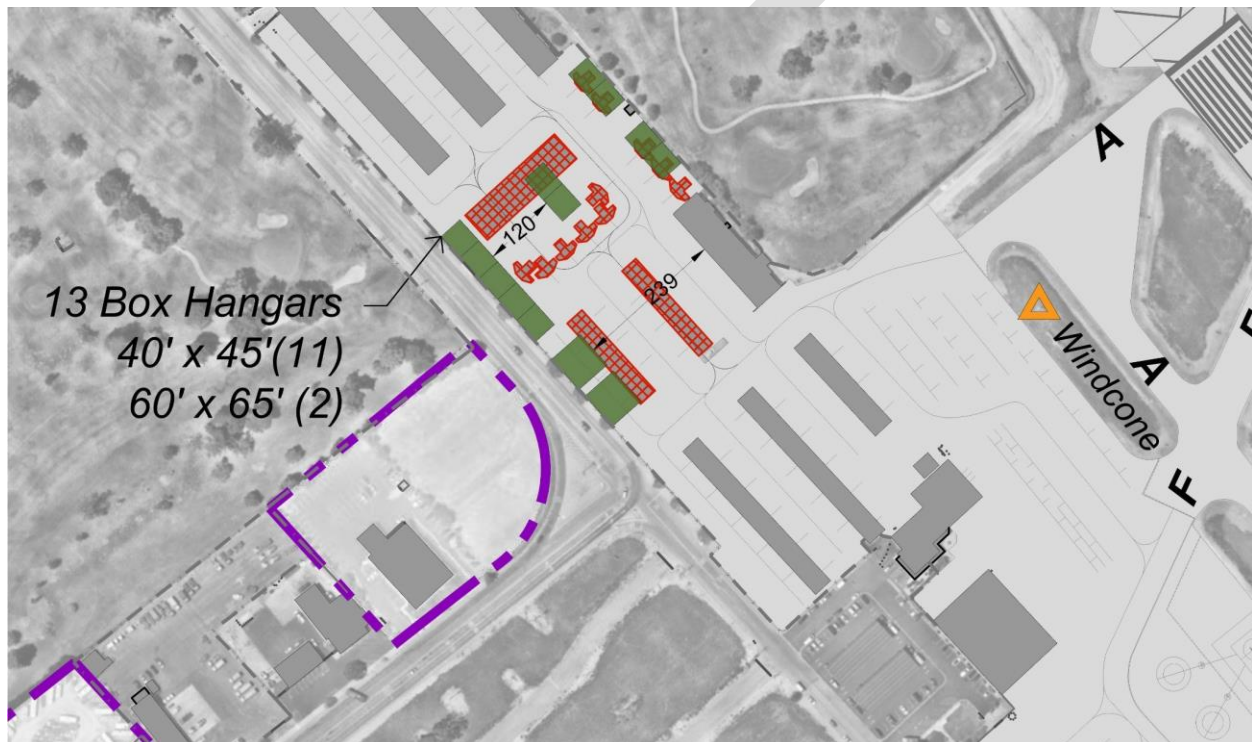 A
120
239
13 Box Hangars
40' x 45'(11)
60' x 65' (2)
Windcone
A
F